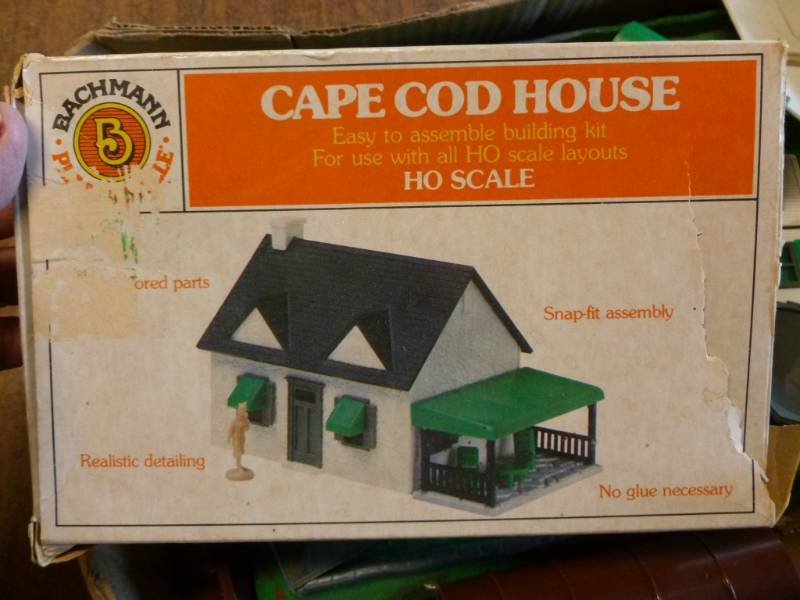 BACHMANN
B
CAPE COD HOUSE
Easy to assemble building kit
For use with all HO scale layouts
HO SCALE
ored parts
Snap-fit assembly
Realistic detailing
No glue necessary